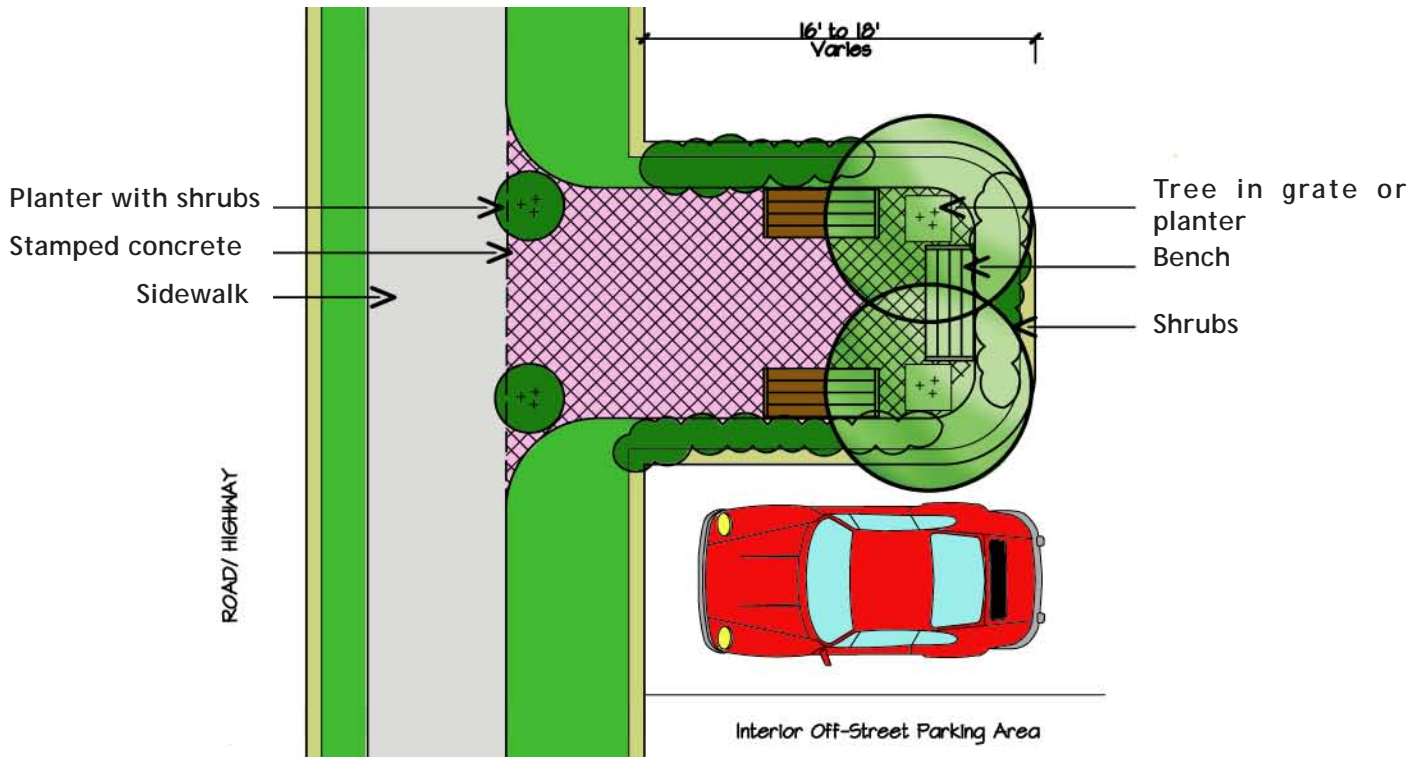 16' to 18'
Varies
Planter with shrubs
Stamped concrete
Sidewalk
Tree in grate or
planter
Bench
Shrubs
ROAD/ HIGHWAY
Interior Off-Street Parking Area